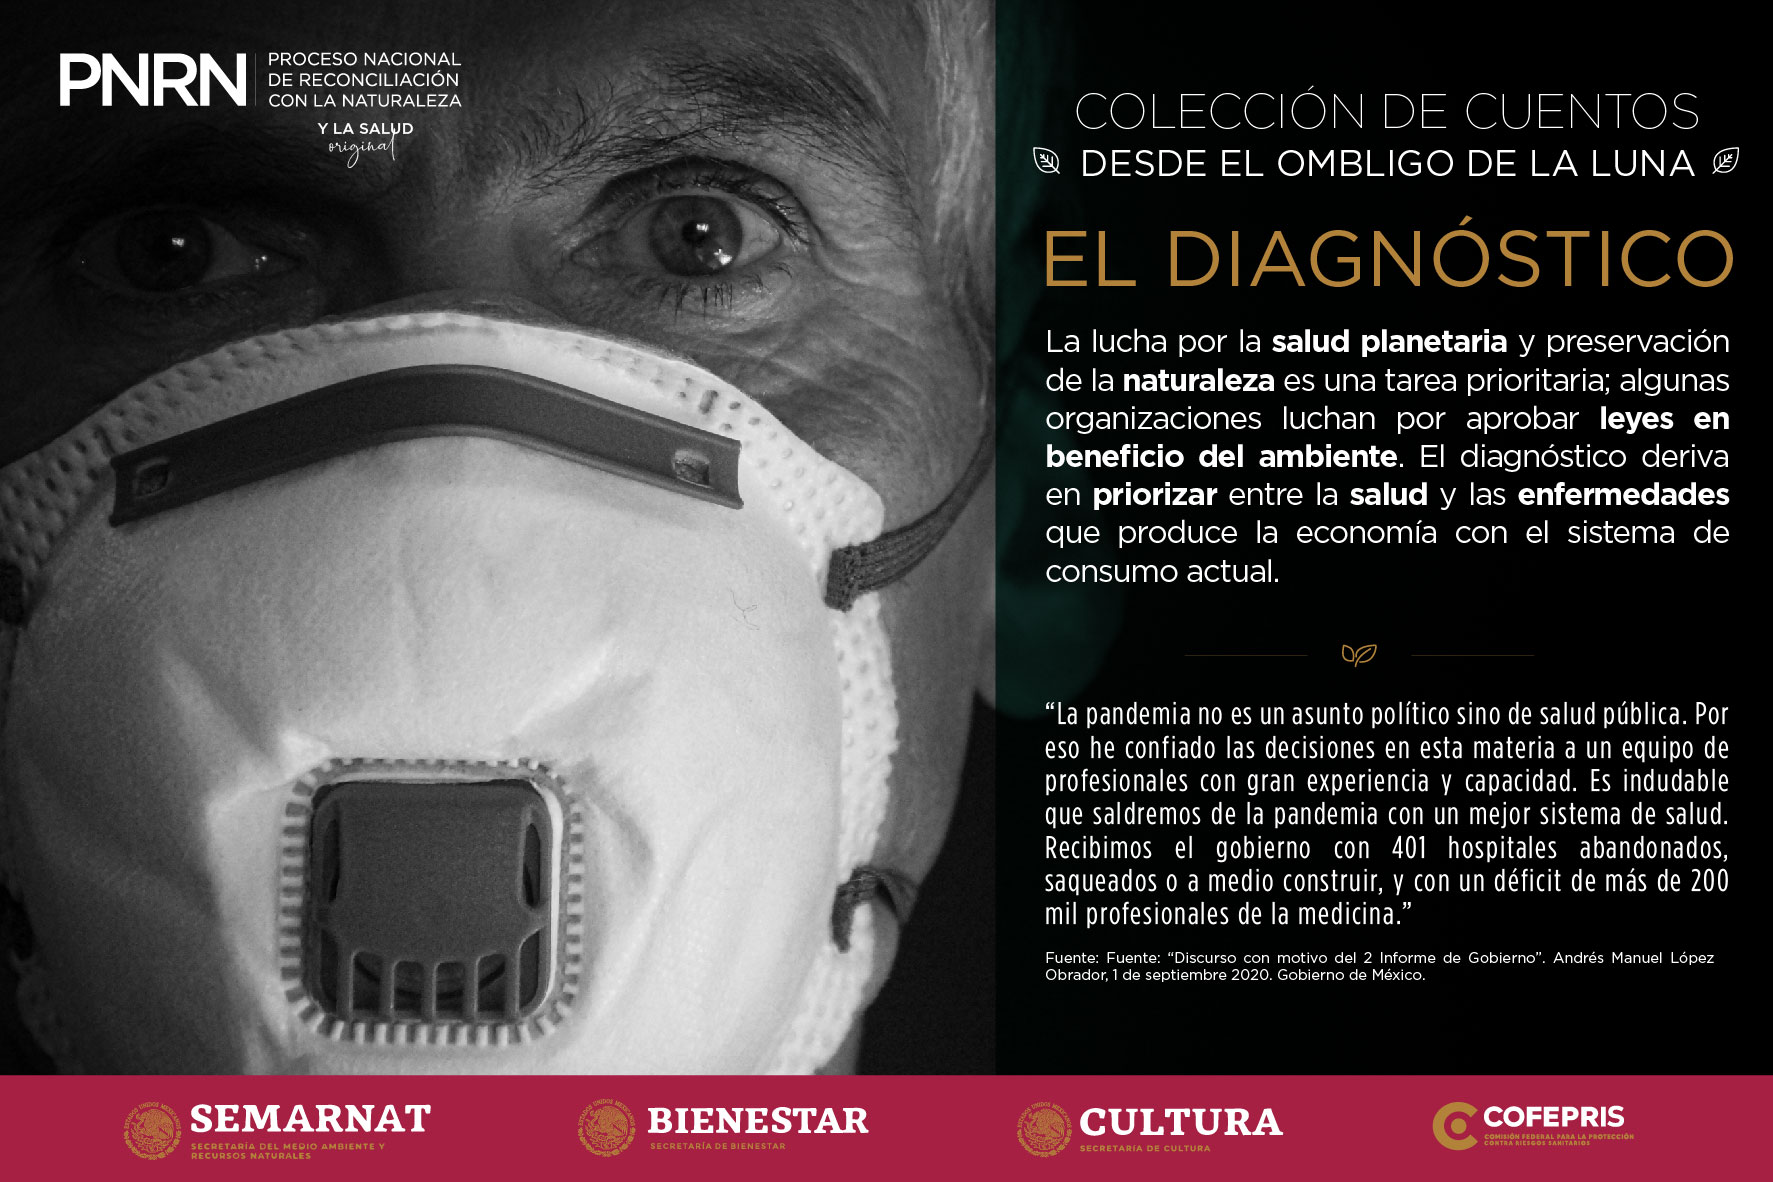 PNRN
PROCESO NACIONAL
DE RECONCILIACIÓN
CON LA NATURALEZA
Y LA SALUD
original
COLECCIÓN DE CUENTOS
DESDE EL OMBLIGO DE LA LUNA
EL DIAGNÓSTICO
La lucha por la salud planetaria y preservación
de la naturaleza es una tarea prioritaria; algunas
organizaciones luchan por aprobar leyes en
beneficio del ambiente. El diagnóstico deriva
en priorizar entre la salud y las enfermedades
que produce la economía con el sistema de
consumo actual.
“La pandemia no es un asunto político sino de salud pública. Por
eso he confiado las decisiones en esta materia a un equipo de
profesionales con gran experiencia y capacidad. Es indudable
que saldremos de la pandemia con un mejor sistema de salud.
Recibimos el gobierno con 401 hospitales abandonados,
saqueados o a medio construir, y con un déficit de más de 200
mil profesionales de la medicina.”
Fuente: Fuente: “Discurso con motivo del 2 Informe de Gobierno”. Andrés Manuel López
Obrador, 1 de septiembre 2020. Gobierno de México.
SEMARNAT
SECRETARÍA DEL MEDIO AMBIENTE Y
RECURSOS NATURALES
BIENESTAR
SECRETARÍA DE BIENESTAR
CULTURA
SECRETARÍA DE CULTURA
COFEPRIS
COMISIÓN FEDERAL PARA LA PROTECCIÓN
CONTRA RIESGOS SANITARIOS